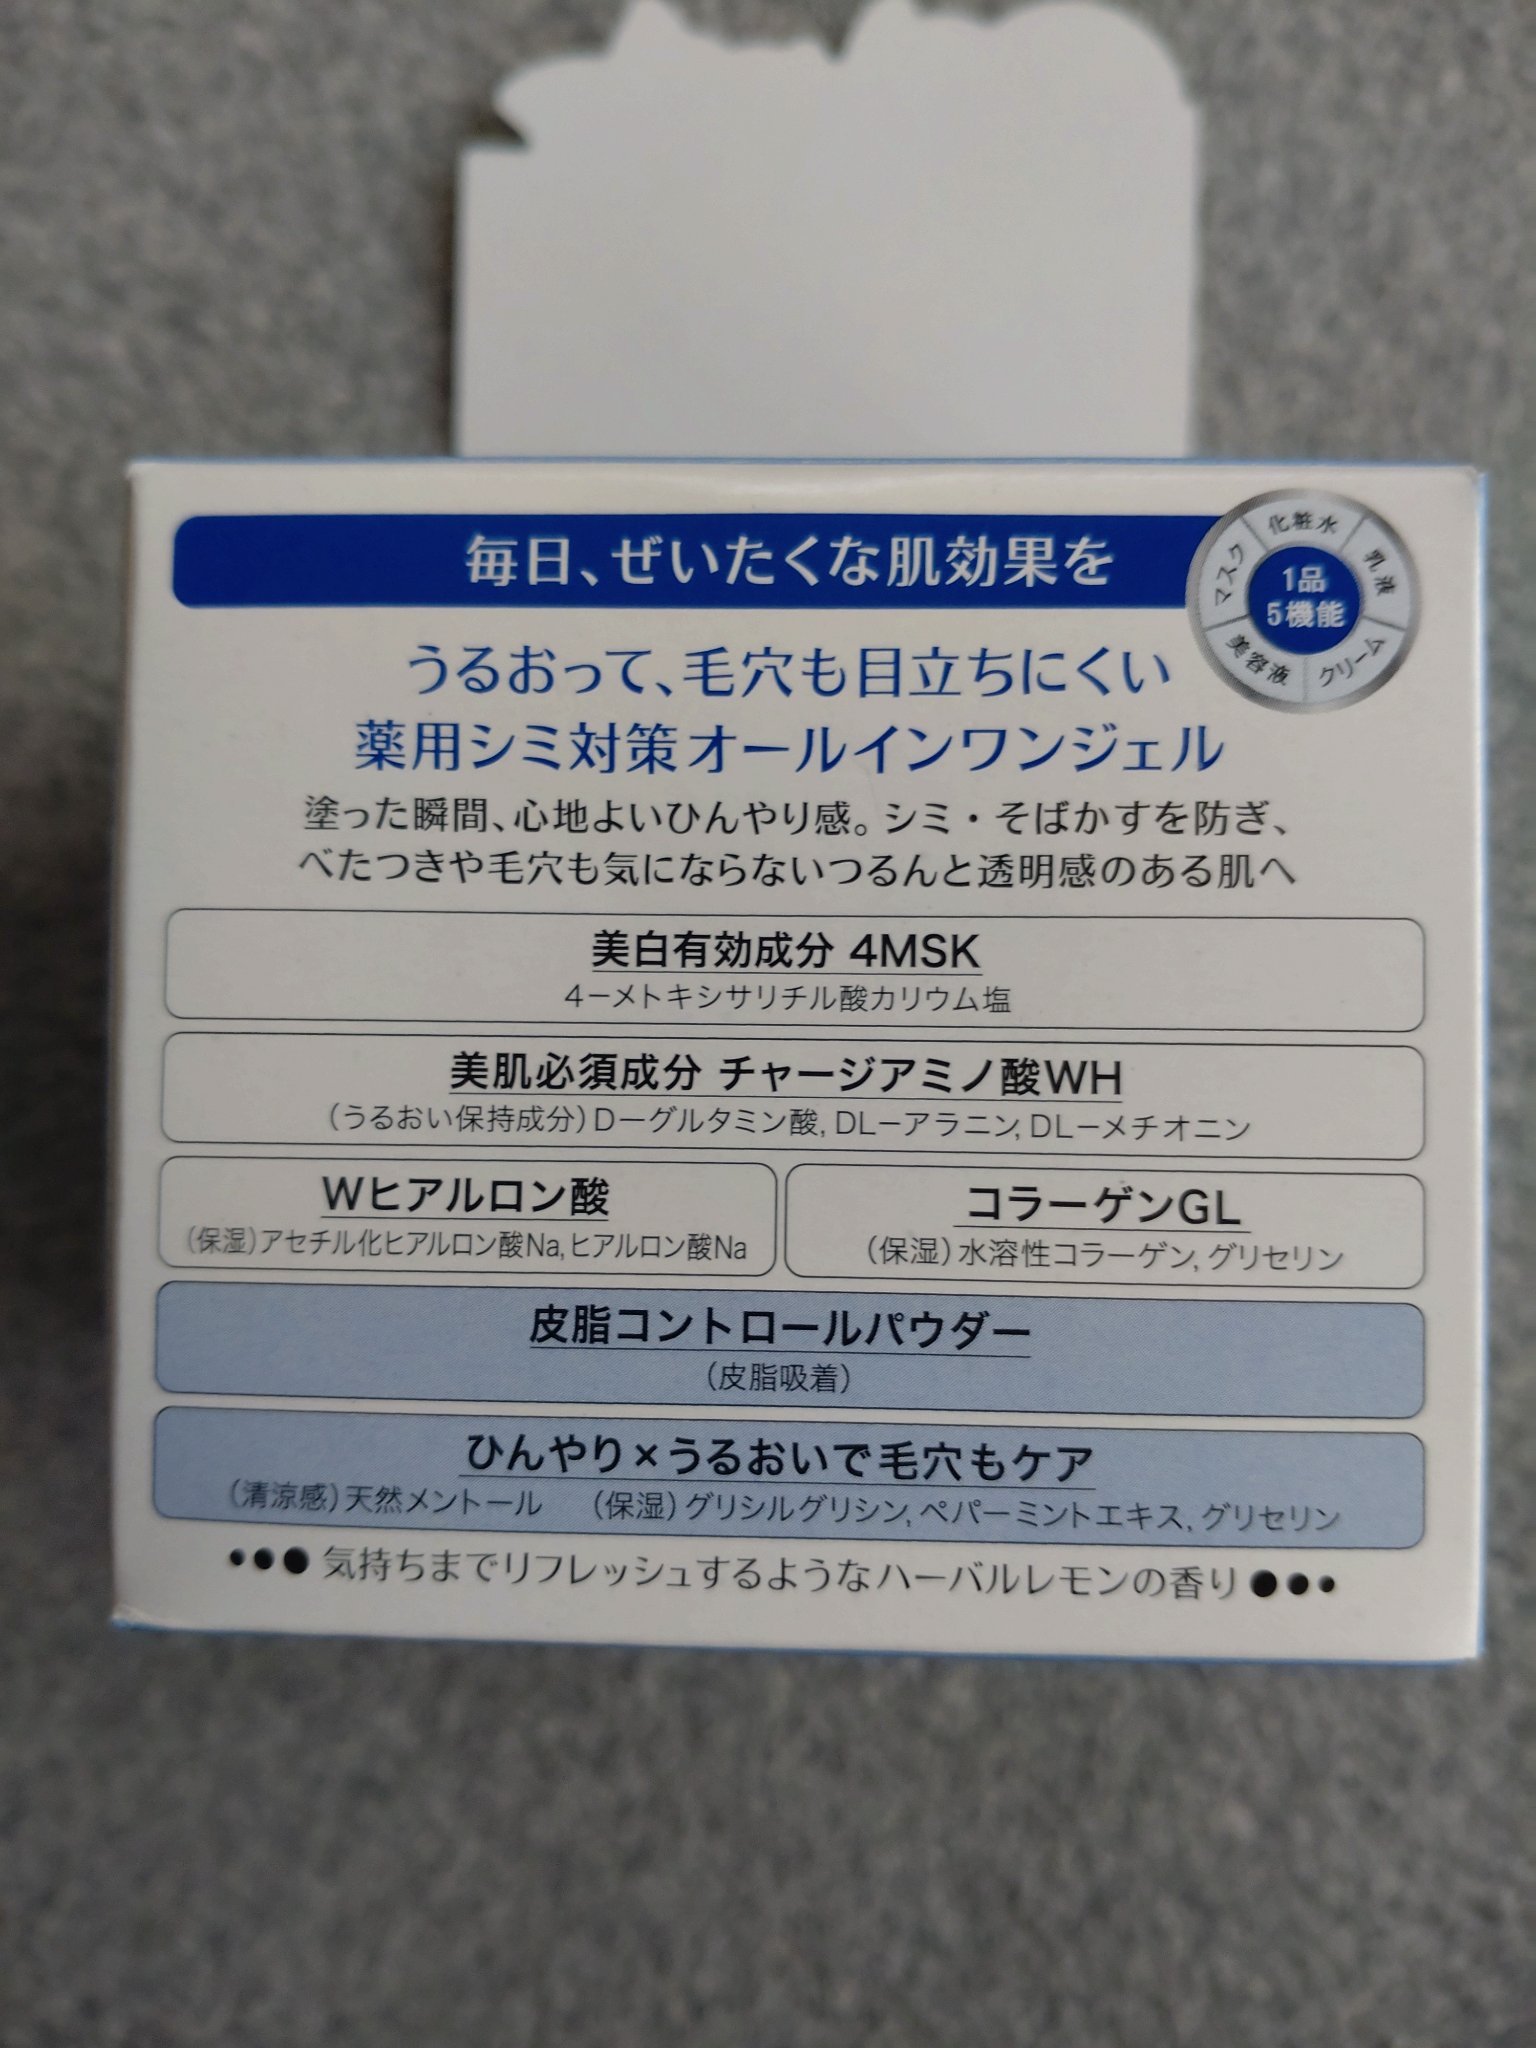 毎日、ぜいたくな肌効果を
化粧水
乳液
クリーム
美容液
マスク
1品
5機能
うるおって、毛穴も目立ちにくい
薬用シミ対策オールインワンジェル
塗った瞬間、心地よいひんやり感。シミ・そばかすを防ぎ、
べたつきや毛穴も気にならないつるんと透明感のある肌へ
美白有効成分 4MSK
4ーメトキシサリチル酸カリウム塩
美肌必須成分 チャージアミノ酸WH
(うるおい保持成分)Dーグルタミン酸, DLーアラニン, DLーメチオニン
Wヒアルロン酸
(保湿)アセチル化ヒアルロン酸Na, ヒアルロン酸Na
コラーゲンGL
(保湿)水溶性コラーゲン, グリセリン
皮脂コントロールパウダー
(皮脂吸着)
ひんやり×うるおいで毛穴もケア
(清涼感)天然メントール (保湿)グリシルグリシン, ペパーミントエキス, グリセリン
●●● 気持ちまでリフレッシュするようなハーバルレモンの香り ●●●